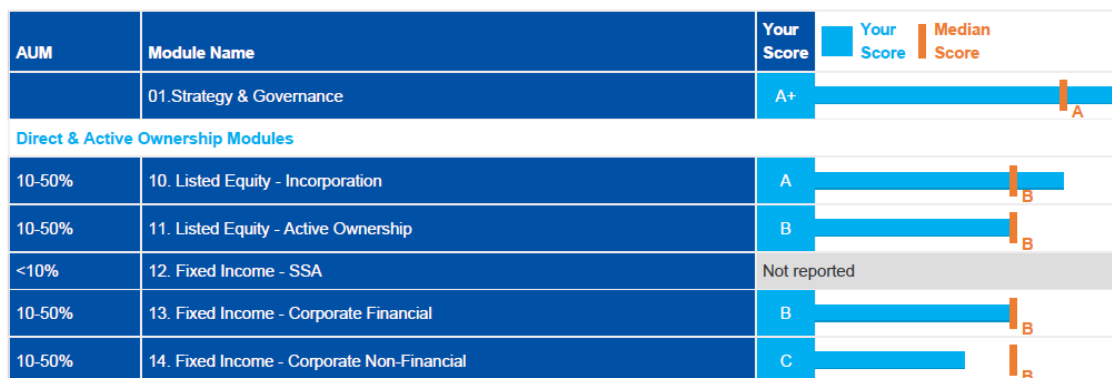 AUM Module Name Your Score Your Score Median Score
01.Strategy & Governance A+ A
Direct & Active Ownership Modules
10-50% 10. Listed Equity - Incorporation A B
10-50% 11. Listed Equity - Active Ownership B B
<10% 12. Fixed Income - SSA Not reported
10-50% 13. Fixed Income - Corporate Financial B B
10-50% 14. Fixed Income - Corporate Non-Financial C B